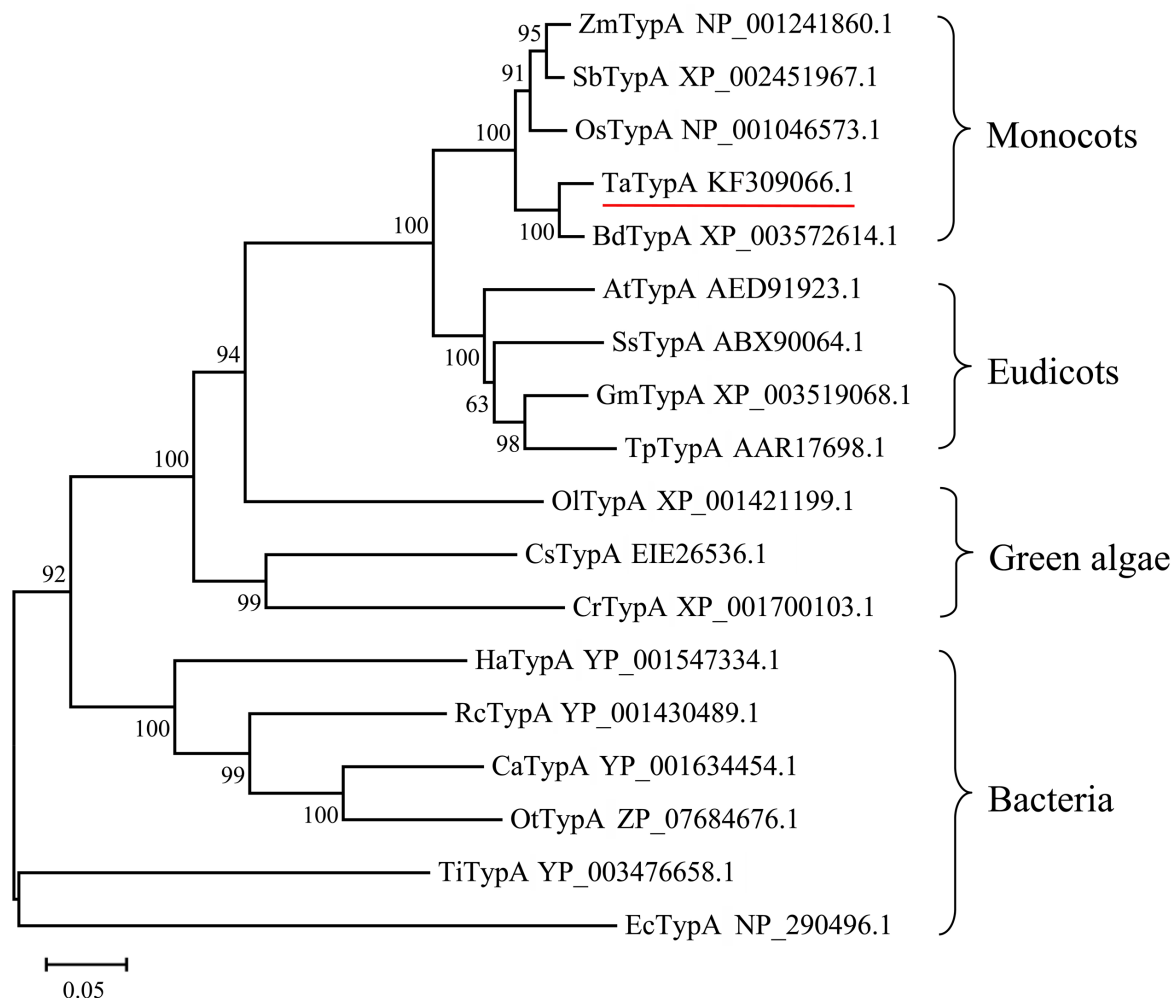 ZmTypA NP_001241860.1
SbTypA XP_002451967.1
OsTypA NP_001046573.1
TaTypA KF309066.1
BdTypA XP_003572614.1
AtTypA AED91923.1
SsTypA ABX90064.1
GmTypA XP_003519068.1
TpTypA AAR17698.1
OlTypA XP_001421199.1
CsTypA EIE26536.1
CrTypA XP_001700103.1
HaTypA YP_001547334.1
RcTypA YP_001430489.1
CaTypA YP_001634454.1
OtTypA ZP_07684676.1
TiTypA YP_003476658.1
EcTypA NP_290496.1
Monocots
Eudicots
Green algae
Bacteria
95
91
100
100
100
100
63
98
94
100
99
92
100
99
100
0.05